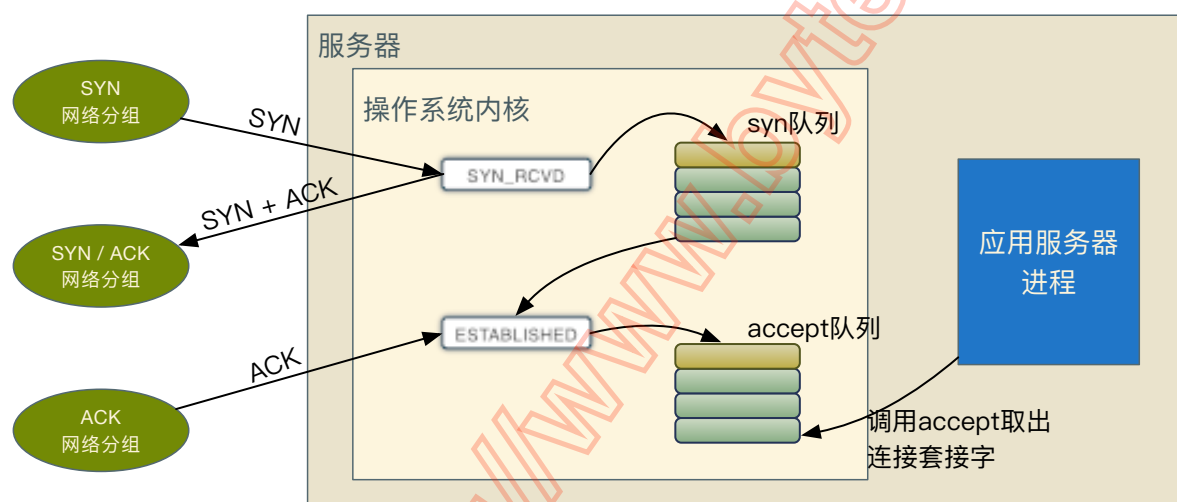 服务器
操作系统内核
SYN
网络分组
SYN
syn队列
SYN_RCVD
SYN + ACK
SYN / ACK
网络分组
应用服务器
进程
ESTABLISHED
accept队列
ACK
ACK
网络分组
调用accept取出
连接套接字
//www.byte